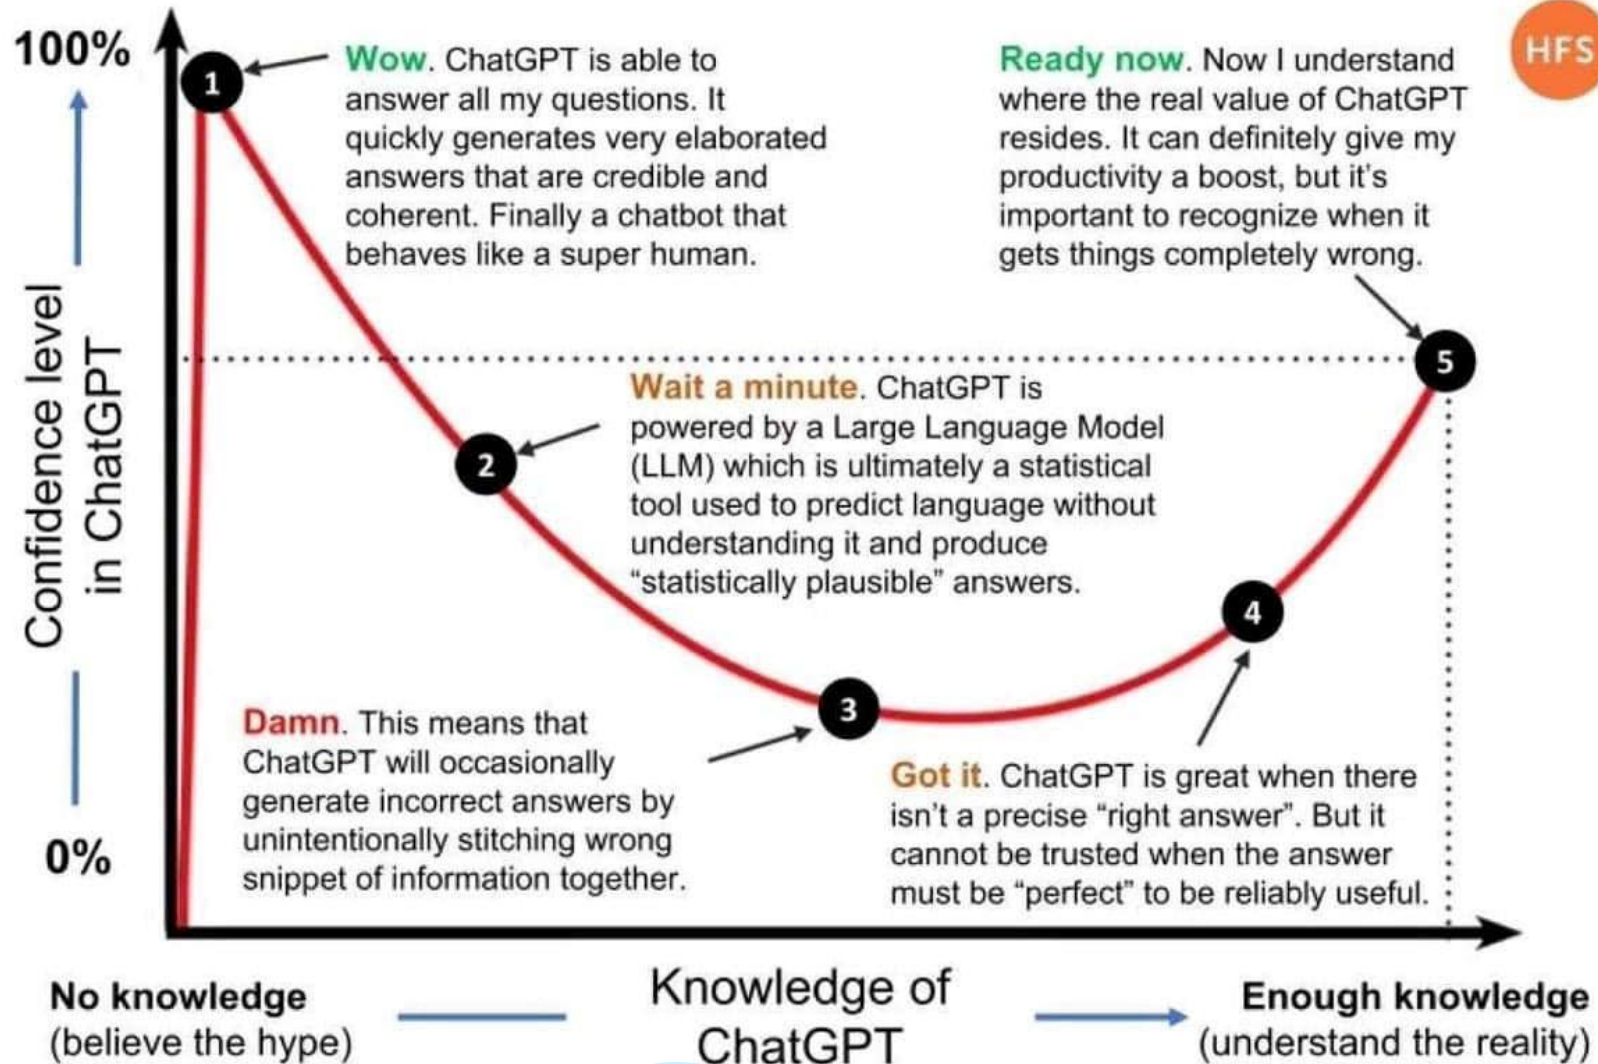 HFS
100%
1
Wow. ChatGPT is able to
answer all my questions. It
quickly generates very elaborated
answers that are credible and
coherent. Finally a chatbot that
behaves like a super human.
Ready now. Now I understand
where the real value of ChatGPT
resides. It can definitely give my
productivity a boost, but it's
important to recognize when it
gets things completely wrong.
5
Confidence level
in ChatGPT
2
Wait a minute. ChatGPT is
powered by a Large Language Model
(LLM) which is ultimately a statistical
tool used to predict language without
understanding it and produce
“statistically plausible” answers.
4
3
Damn. This means that
ChatGPT will occasionally
generate incorrect answers by
unintentionally stitching wrong
snippet of information together.
Got it. ChatGPT is great when there
isn't a precise “right answer”. But it
cannot be trusted when the answer
must be “perfect” to be reliably useful.
0%
No knowledge
(believe the hype)
Knowledge of
ChatGPT
Enough knowledge
(understand the reality)